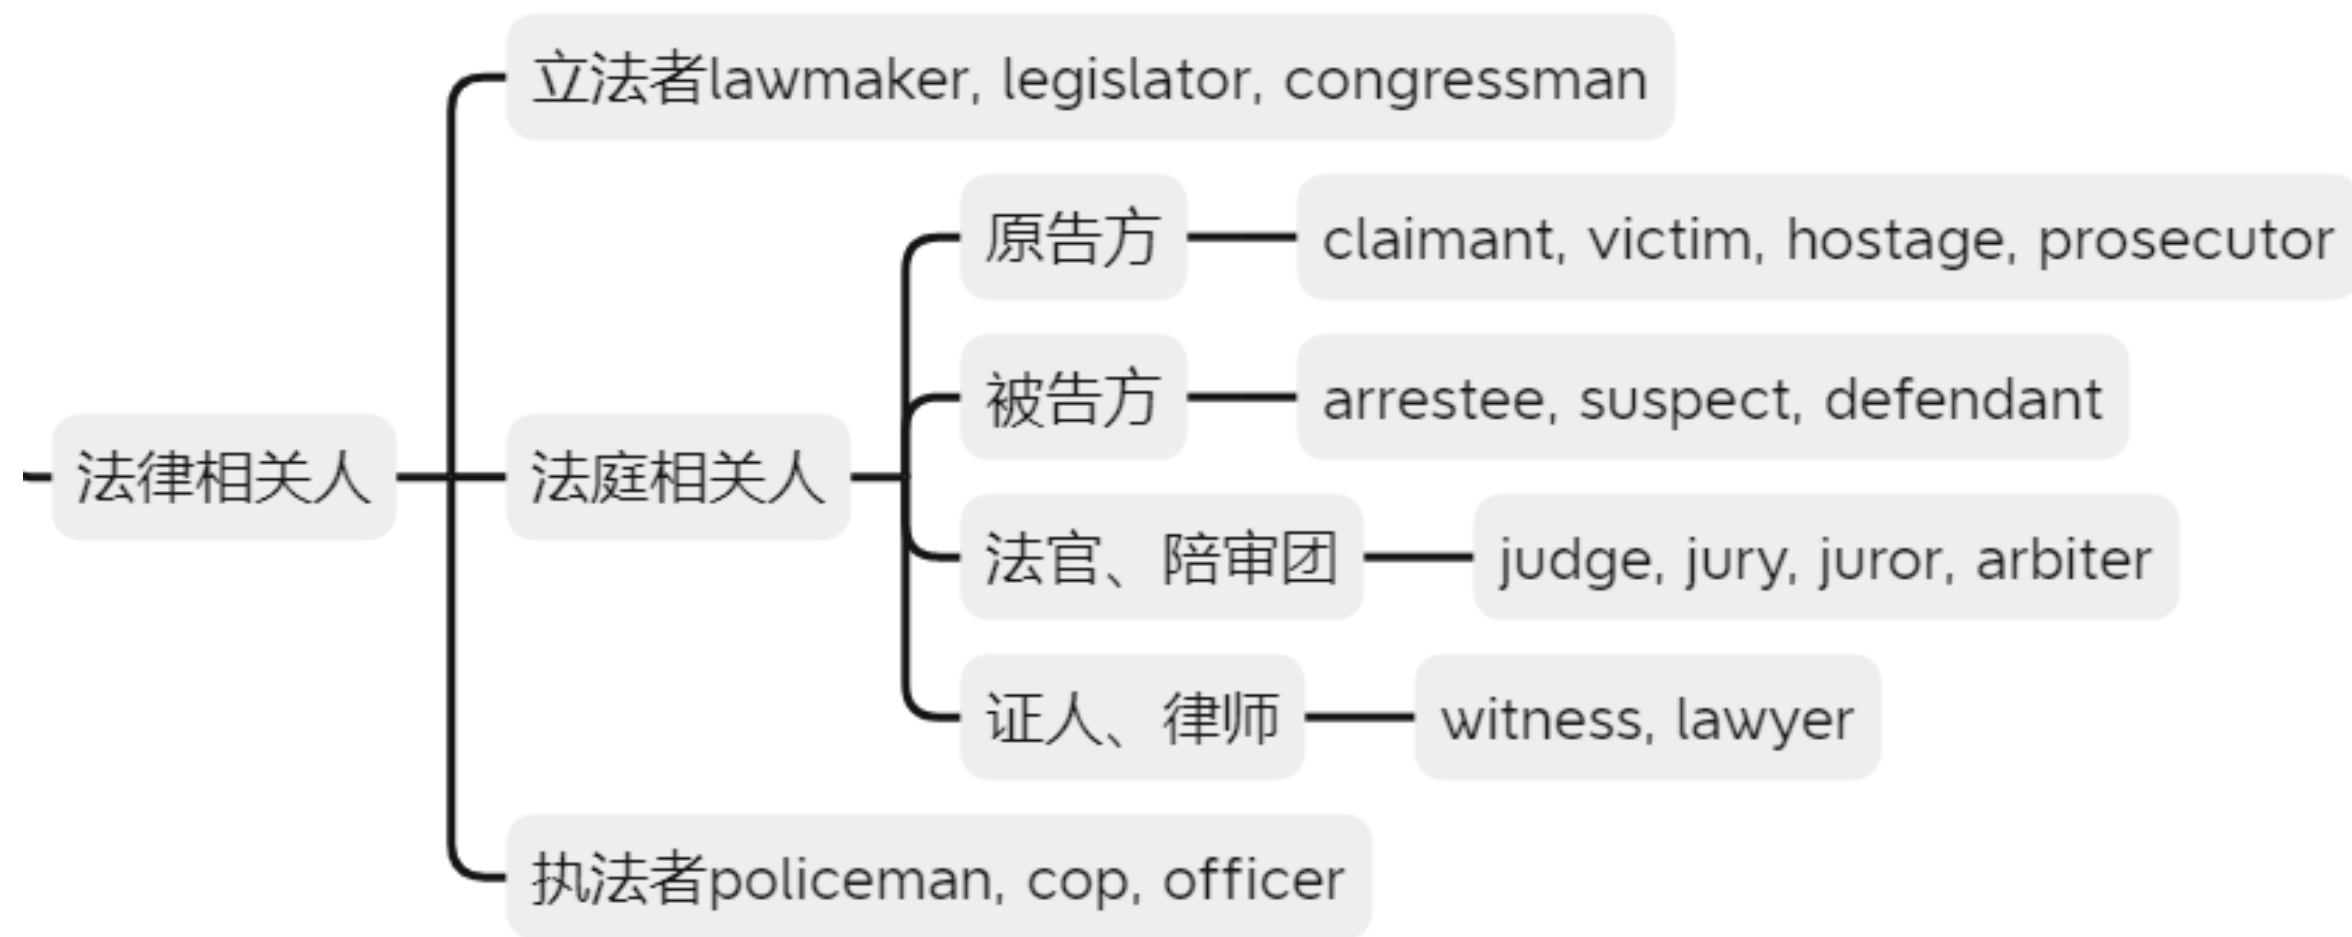 立法者lawmaker, legislator, congressman
原告方
claimant, victim, hostage, prosecutor
被告方
arrestee, suspect, defendant
法律相关人
法庭相关人
法官、陪审团
judge, jury, juror, arbiter
证人、律师
witness, lawyer
执法者policeman, cop, officer